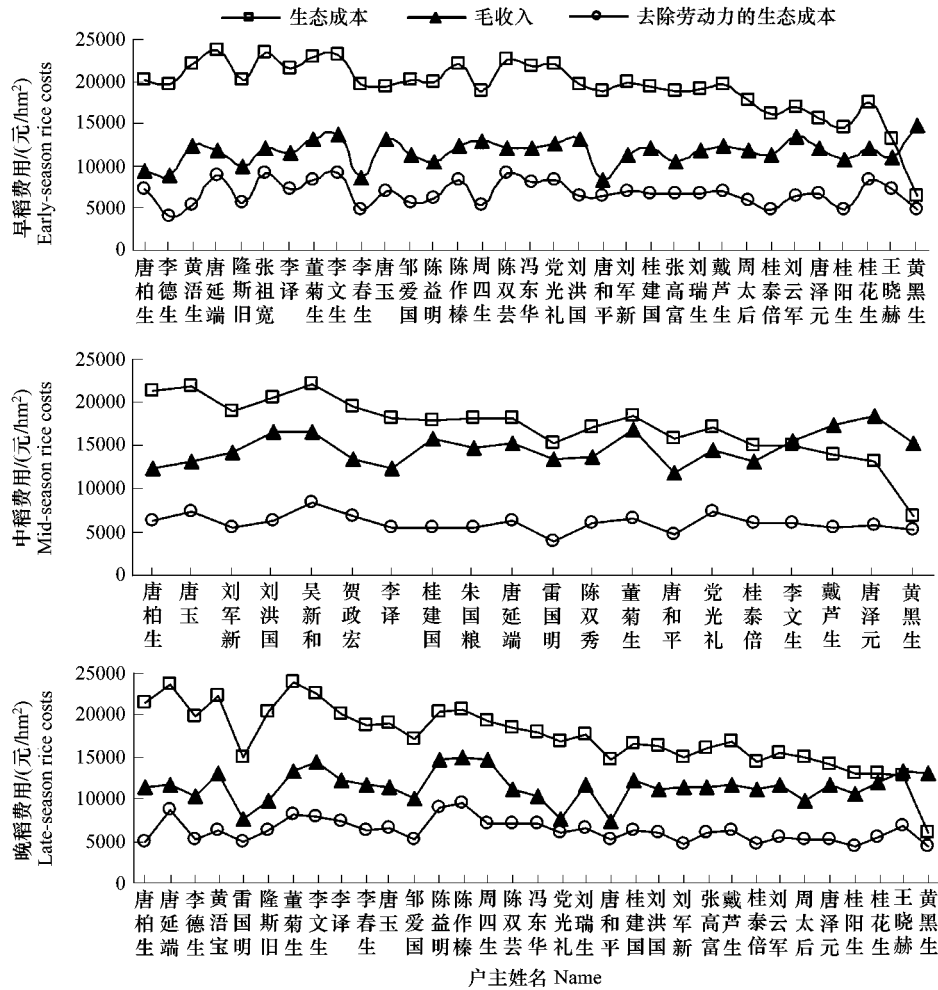 生态成本 毛收入 去除劳动力的生态成本
早稻费用/(元/hm²)
Early-season rice costs
25000
20000
15000
10000
5000
0
唐柏生 李德生 黄浯生 唐延端 隆斯旧 张祖宽 李译 董菊生 李文生 李春生 唐玉 邹爱国 陈益明 陈作榛 周四生 陈双芸 冯东华 党光礼 刘洪国 唐和平 刘军新 桂建国 张高富 刘瑞生 戴芦生 周太后 桂泰倍 刘云军 唐泽元 桂阳生 桂花生 王晓赫 黄黑生
中稻费用/(元/hm²)
Mid-season rice costs
25000
20000
15000
10000
5000
0
唐柏生 唐玉 刘军新 刘洪国 吴新和 贺政宏 李译 桂建国 朱国粮 唐延端 雷国明 陈双秀 董菊生 唐和平 党光礼 桂泰倍 李文生 戴芦生 唐泽元 黄黑生
晚稻费用/(元/hm²)
Late-season rice costs
25000
20000
15000
10000
5000
0
唐柏生 唐延端 李德生 黄浯宝 雷国明 隆斯旧 董菊生 李文生 李译 李春生 唐玉 邹爱国 陈益明 陈作榛 周四生 陈双芸 冯东华 党光礼 刘瑞生 唐和平 桂建国 刘洪国 刘军新 张高富 戴芦生 桂泰倍 刘云军 周太后 唐泽元 桂阳生 桂花生 王晓赫 黄黑生
户主姓名 Name